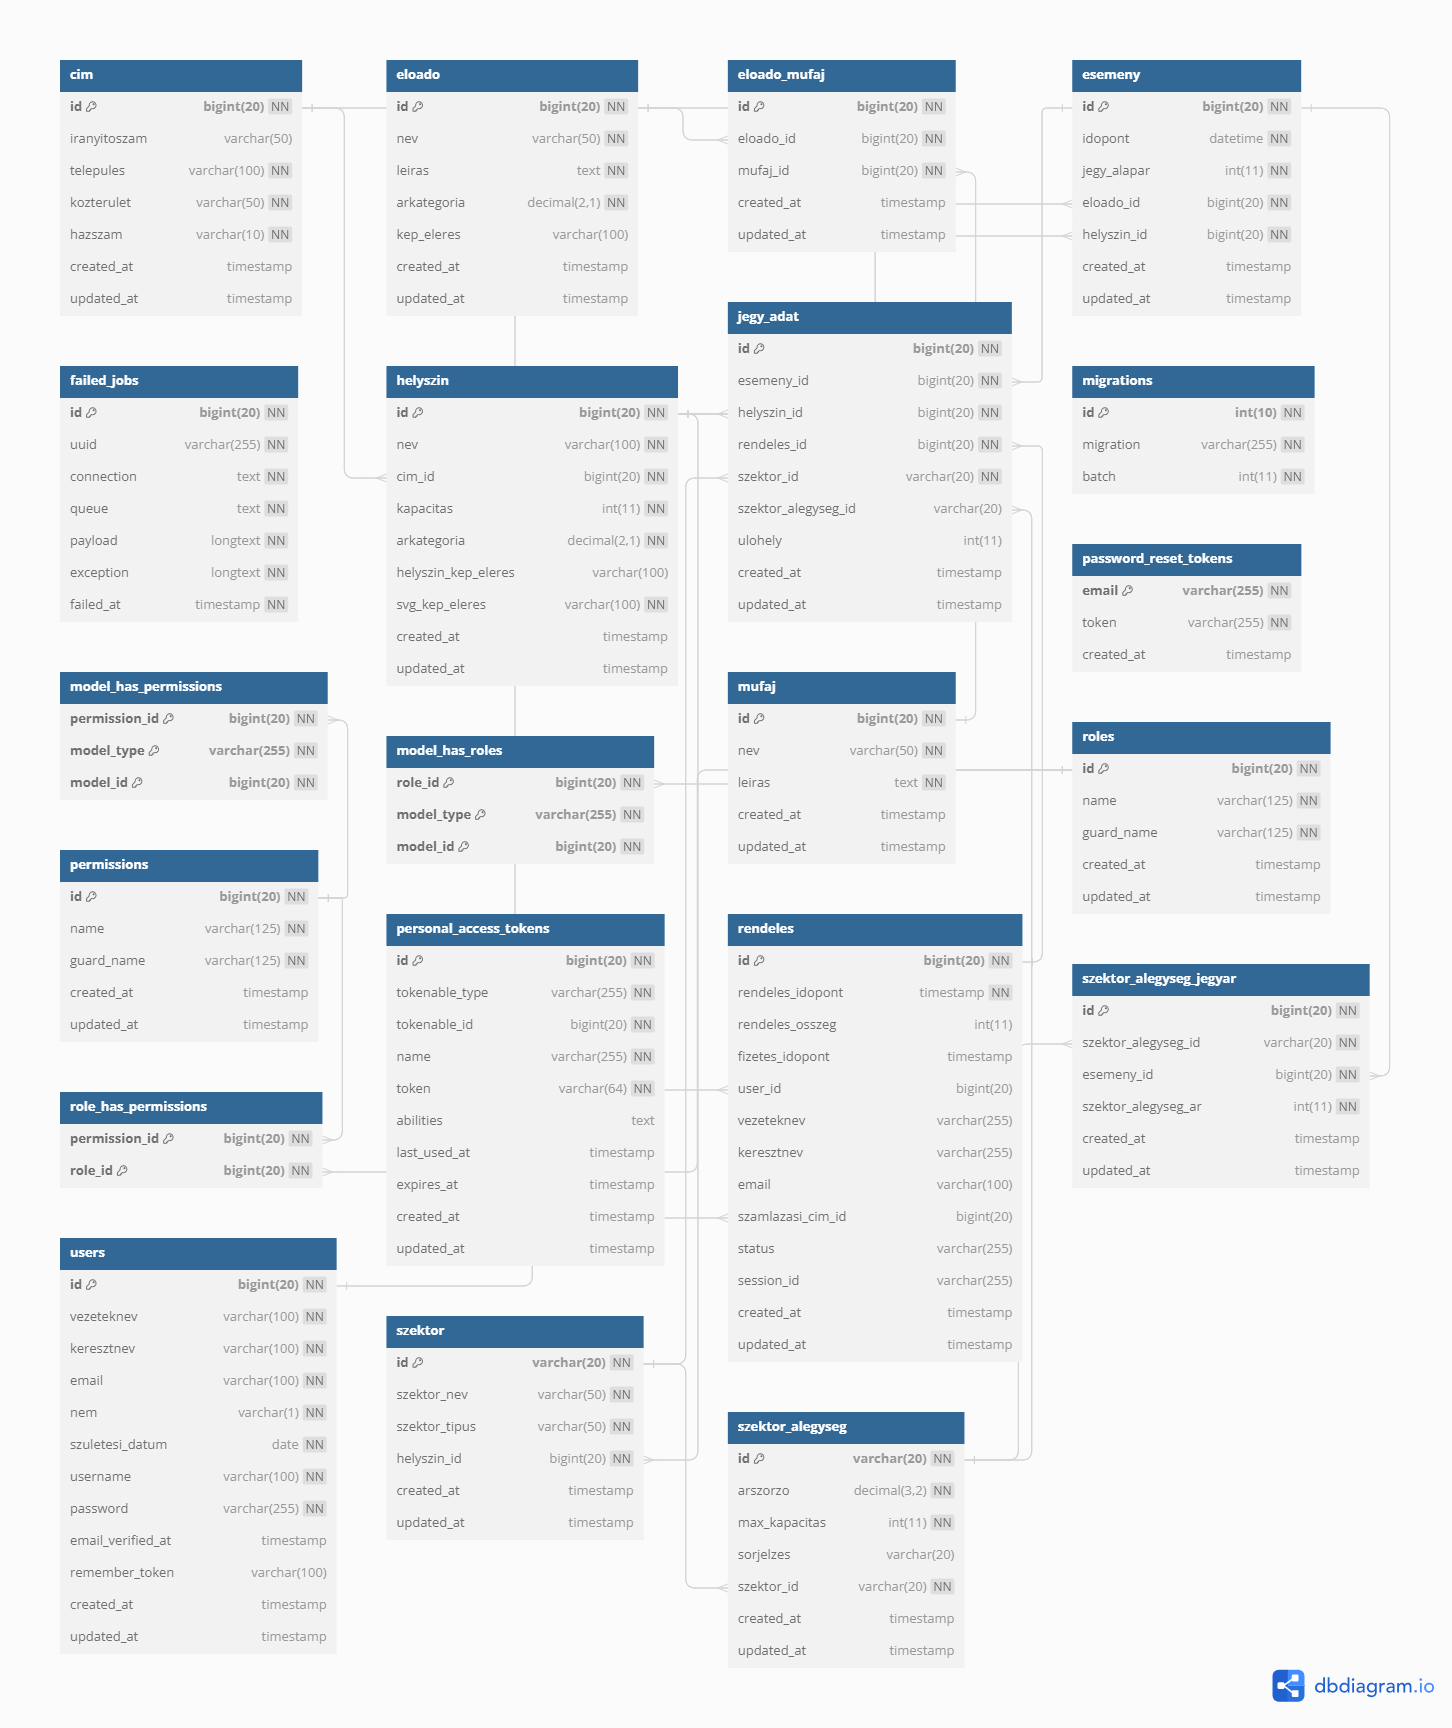 cim
id bigint(20) NN
iranyitoszam varchar(50)
telepules varchar(100) NN
kozterulet varchar(50) NN
hazszam varchar(10) NN
created_at timestamp
updated_at timestamp
eloado
id bigint(20) NN
nev varchar(50) NN
leiras text NN
arkategoria decimal(2,1) NN
kep_eleres varchar(100)
created_at timestamp
updated_at timestamp
eloado_mufaj
id bigint(20) NN
eloado_id bigint(20) NN
mufaj_id bigint(20) NN
created_at timestamp
updated_at timestamp
esemeny
id bigint(20) NN
idopont datetime NN
jegy_alapar int(11) NN
eloado_id bigint(20) NN
helyszin_id bigint(20) NN
created_at timestamp
updated_at timestamp
jegy_adat
id bigint(20) NN
esemeny_id bigint(20) NN
helyszin_id bigint(20) NN
rendeles_id bigint(20) NN
szektor_id varchar(20) NN
szektor_alegyseg_id varchar(20)
ulohely int(11)
created_at timestamp
updated_at timestamp
failed_jobs
id bigint(20) NN
uuid varchar(255) NN
connection text NN
queue text NN
payload longtext NN
exception longtext NN
failed_at timestamp NN
helyszin
id bigint(20) NN
nev varchar(100) NN
cim_id bigint(20) NN
kapacitas int(11) NN
arkategoria decimal(2,1) NN
helyszin_kep_eleres varchar(100)
svg_kep_eleres varchar(100) NN
created_at timestamp
updated_at timestamp
migrations
id int(10) NN
migration varchar(255) NN
batch int(11) NN
password_reset_tokens
email varchar(255) NN
token varchar(255) NN
created_at timestamp
model_has_permissions
permission_id bigint(20) NN
model_type varchar(255) NN
model_id bigint(20) NN
model_has_roles
role_id bigint(20) NN
model_type varchar(255) NN
model_id bigint(20) NN
mufaj
id bigint(20) NN
nev varchar(50) NN
leiras text NN
created_at timestamp
updated_at timestamp
roles
id bigint(20) NN
name varchar(125) NN
guard_name varchar(125) NN
created_at timestamp
updated_at timestamp
permissions
id bigint(20) NN
name varchar(125) NN
guard_name varchar(125) NN
created_at timestamp
updated_at timestamp
personal_access_tokens
id bigint(20) NN
tokenable_type varchar(255) NN
tokenable_id bigint(20) NN
name varchar(255) NN
token varchar(64) NN
abilities text
last_used_at timestamp
expires_at timestamp
created_at timestamp
updated_at timestamp
rendeles
id bigint(20) NN
rendeles_idopont timestamp NN
rendeles_osszeg int(11)
fizetes_idopont timestamp
user_id bigint(20)
vezeteknev varchar(255)
keresztnev varchar(255)
email varchar(100)
szamlazasi_cim_id bigint(20)
status varchar(255)
session_id varchar(255)
created_at timestamp
updated_at timestamp
szektor_alegyseg_jegyar
id bigint(20) NN
szektor_alegyseg_id varchar(20) NN
esemeny_id bigint(20) NN
szektor_alegyseg_ar int(11) NN
created_at timestamp
updated_at timestamp
role_has_permissions
permission_id bigint(20) NN
role_id bigint(20) NN
users
id bigint(20) NN
vezeteknev varchar(100) NN
keresztnev varchar(100) NN
email varchar(100) NN
nem varchar(1) NN
szuletesi_datum date NN
username varchar(100) NN
password varchar(255) NN
email_verified_at timestamp
remember_token varchar(100)
created_at timestamp
updated_at timestamp
szektor
id varchar(20) NN
szektor_nev varchar(50) NN
szektor_tipus varchar(50) NN
helyszin_id bigint(20) NN
created_at timestamp
updated_at timestamp
szektor_alegyseg
id varchar(20) NN
arszorzo decimal(3,2) NN
max_kapacitas int(11) NN
sorjelzes varchar(20)
szektor_id varchar(20) NN
created_at timestamp
updated_at timestamp
dbdiagram.io